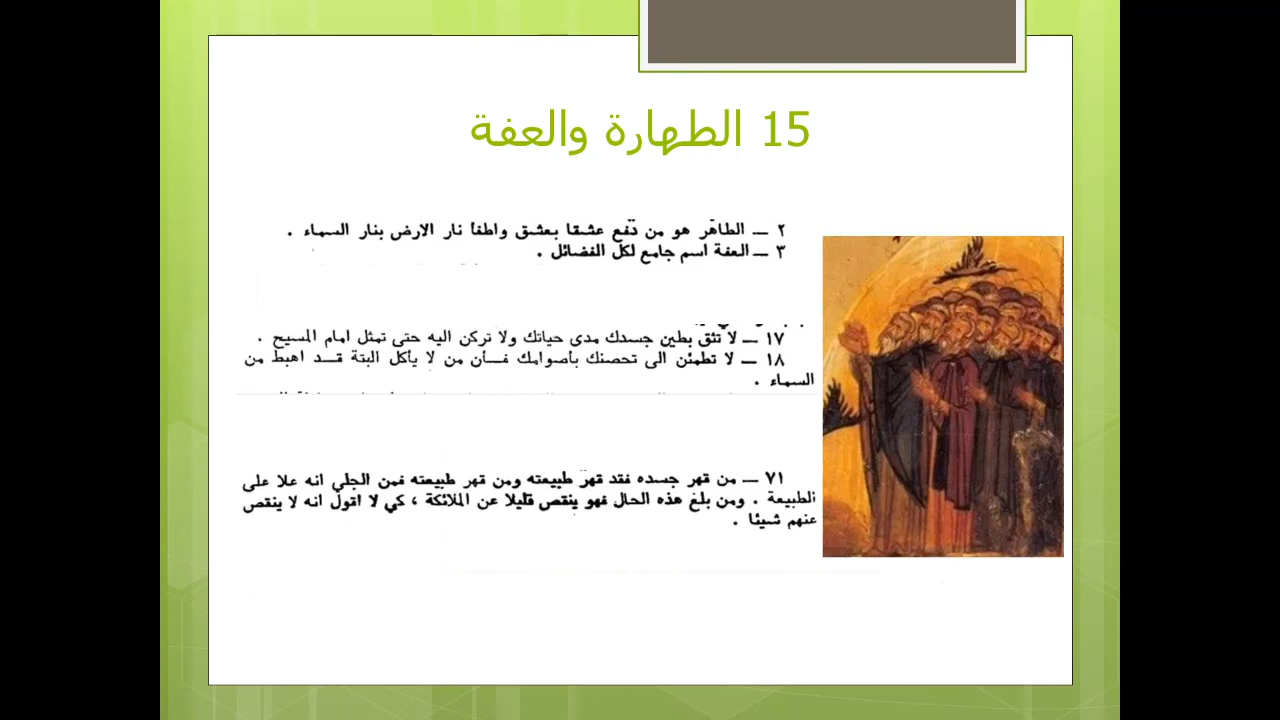 15 الطهارة والعفة
٢ — الطاهر هو من دفع عشقا بعشق واطفأ نار الارض بنار السماء .
٣ — العفة اسم جامع لكل الفضائل .
١٧ — لا تثق بطين جسدك مدى حياتك ولا تركن اليه حتى تمثل امام المسيح .
١٨ — لا تطمئن الى تحصنك بأصوامك فـأن من لا يأكل البتة قـد اهبط من
السماء .
٧١ — من قهر جسده فقد قهر طبيعته ومن قهر طبيعته فمن الجلي انه علا على
الطبيعة . ومن بلغ هذه الحال فهو ينقص قليلا عن الملائكة ، كي لا اقول انه لا ينقص
عنهم شيئا .